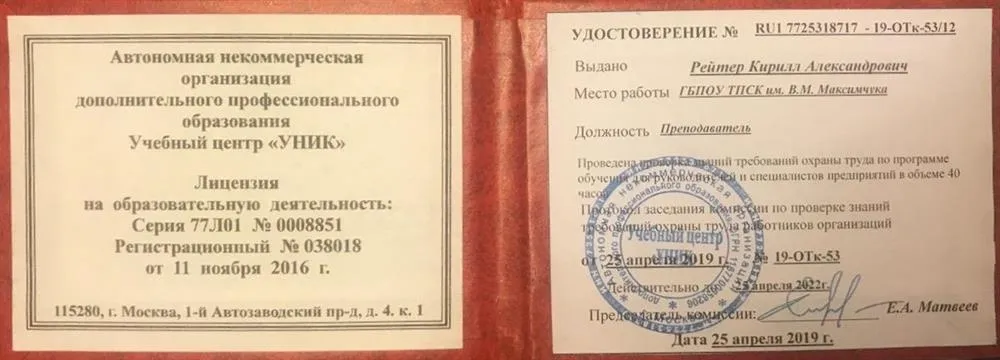 Автономная некоммерческая
организация
дополнительного профессионального
образования
Учебный центр «УНИК»
Лицензия
на образовательную деятельность:
Серия 77Л01 № 0008851
Регистрационный № 038018
от 11 ноября 2016 г.
115280, г. Москва, 1-й Автозаводский пр-д, д. 4. к. 1
УДОСТОВЕРЕНИЕ № RU1 7725318717 - 19-ОТк-53/12
Выдано Рейтер Кирилл Александрович
Место работы ГБПОУ ТПСК им. В.М. Максимчука
Должность Преподаватель
Проведена проверка знаний требований охраны труда по программе
обучения для руководителей и специалистов предприятий в объеме 40
часов
Протокол заседания комиссии по проверке знаний
требований охраны труда работников организаций
от 25 апреля 2019 г. № 19-ОТк-53
Действительно до 25 апреля 2022г.
Председатель комиссии: Е.А. Матвеев
Дата 25 апреля 2019 г.
Учебный центр
УНИК